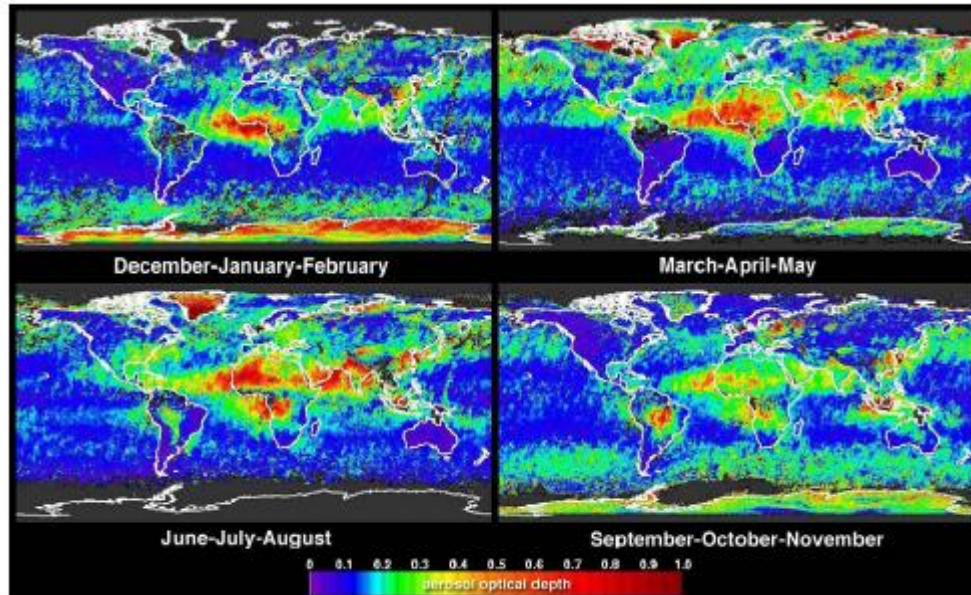 December-January-February
March-April-May
June-July-August
September-October-November
0 0.1 0.2 0.3 0.4 0.5 0.6 0.7 0.8 0.9 1.0
aerosol optical depth